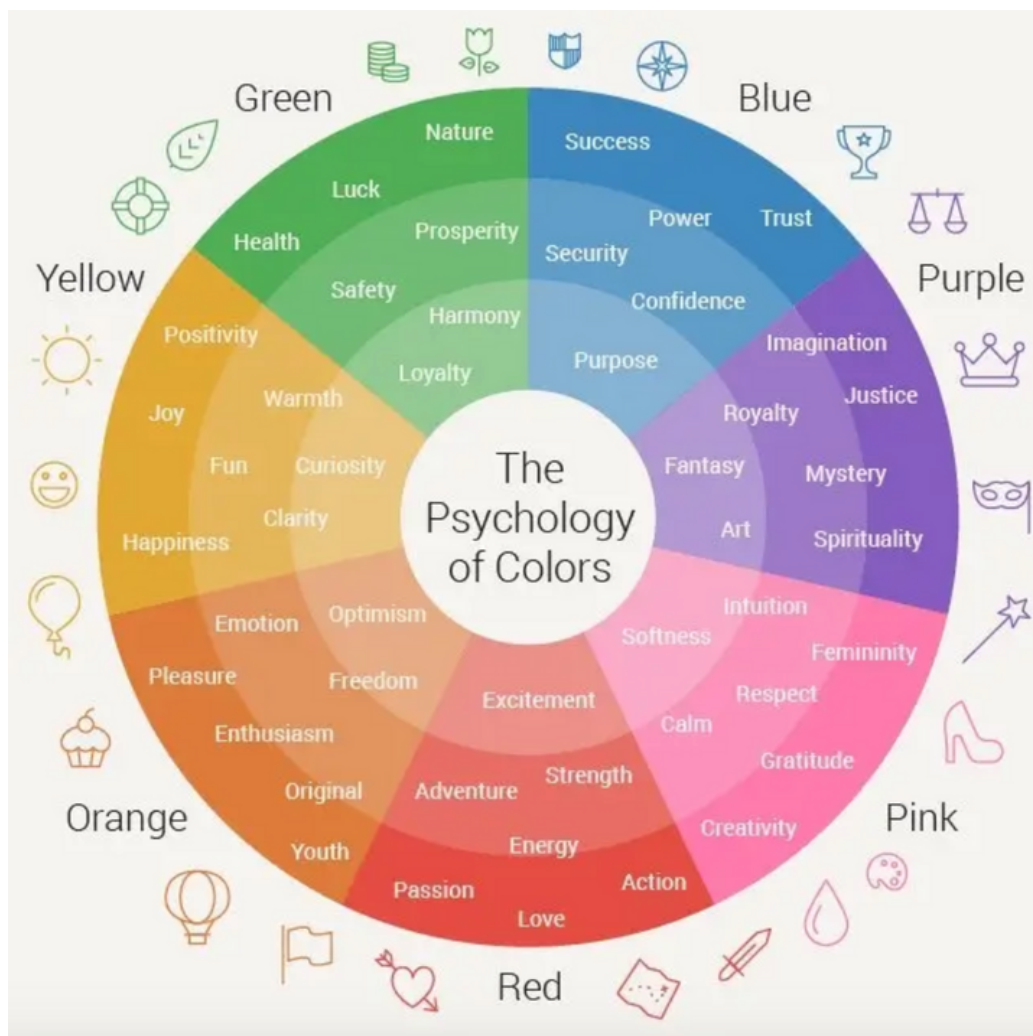 The
Psychology
of Colors
Green
Nature
Luck
Health
Prosperity
Safety
Harmony
Loyalty
Blue
Success
Power
Trust
Security
Confidence
Purpose
Purple
Imagination
Justice
Royalty
Fantasy
Mystery
Art
Spirituality
Pink
Intuition
Softness
Femininity
Respect
Calm
Gratitude
Creativity
Red
Excitement
Strength
Adventure
Energy
Action
Passion
Love
Orange
Optimism
Emotion
Pleasure
Freedom
Enthusiasm
Original
Youth
Yellow
Positivity
Warmth
Joy
Fun
Curiosity
Clarity
Happiness